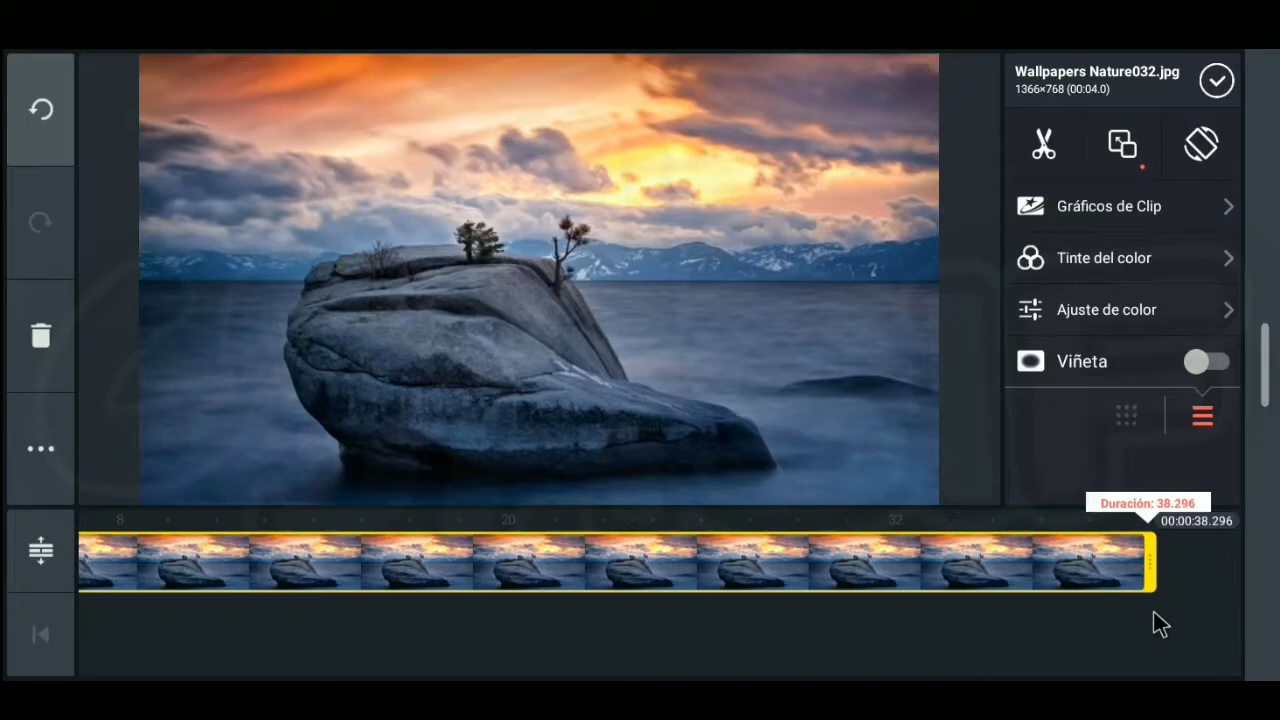 Wallpapers Nature032.jpg
1366×768 (00:04.0)
Gráficos de Clip
Tinte del color
Ajuste de color
Viñeta
Duración: 38.296
8
20
32
00:00:38.296